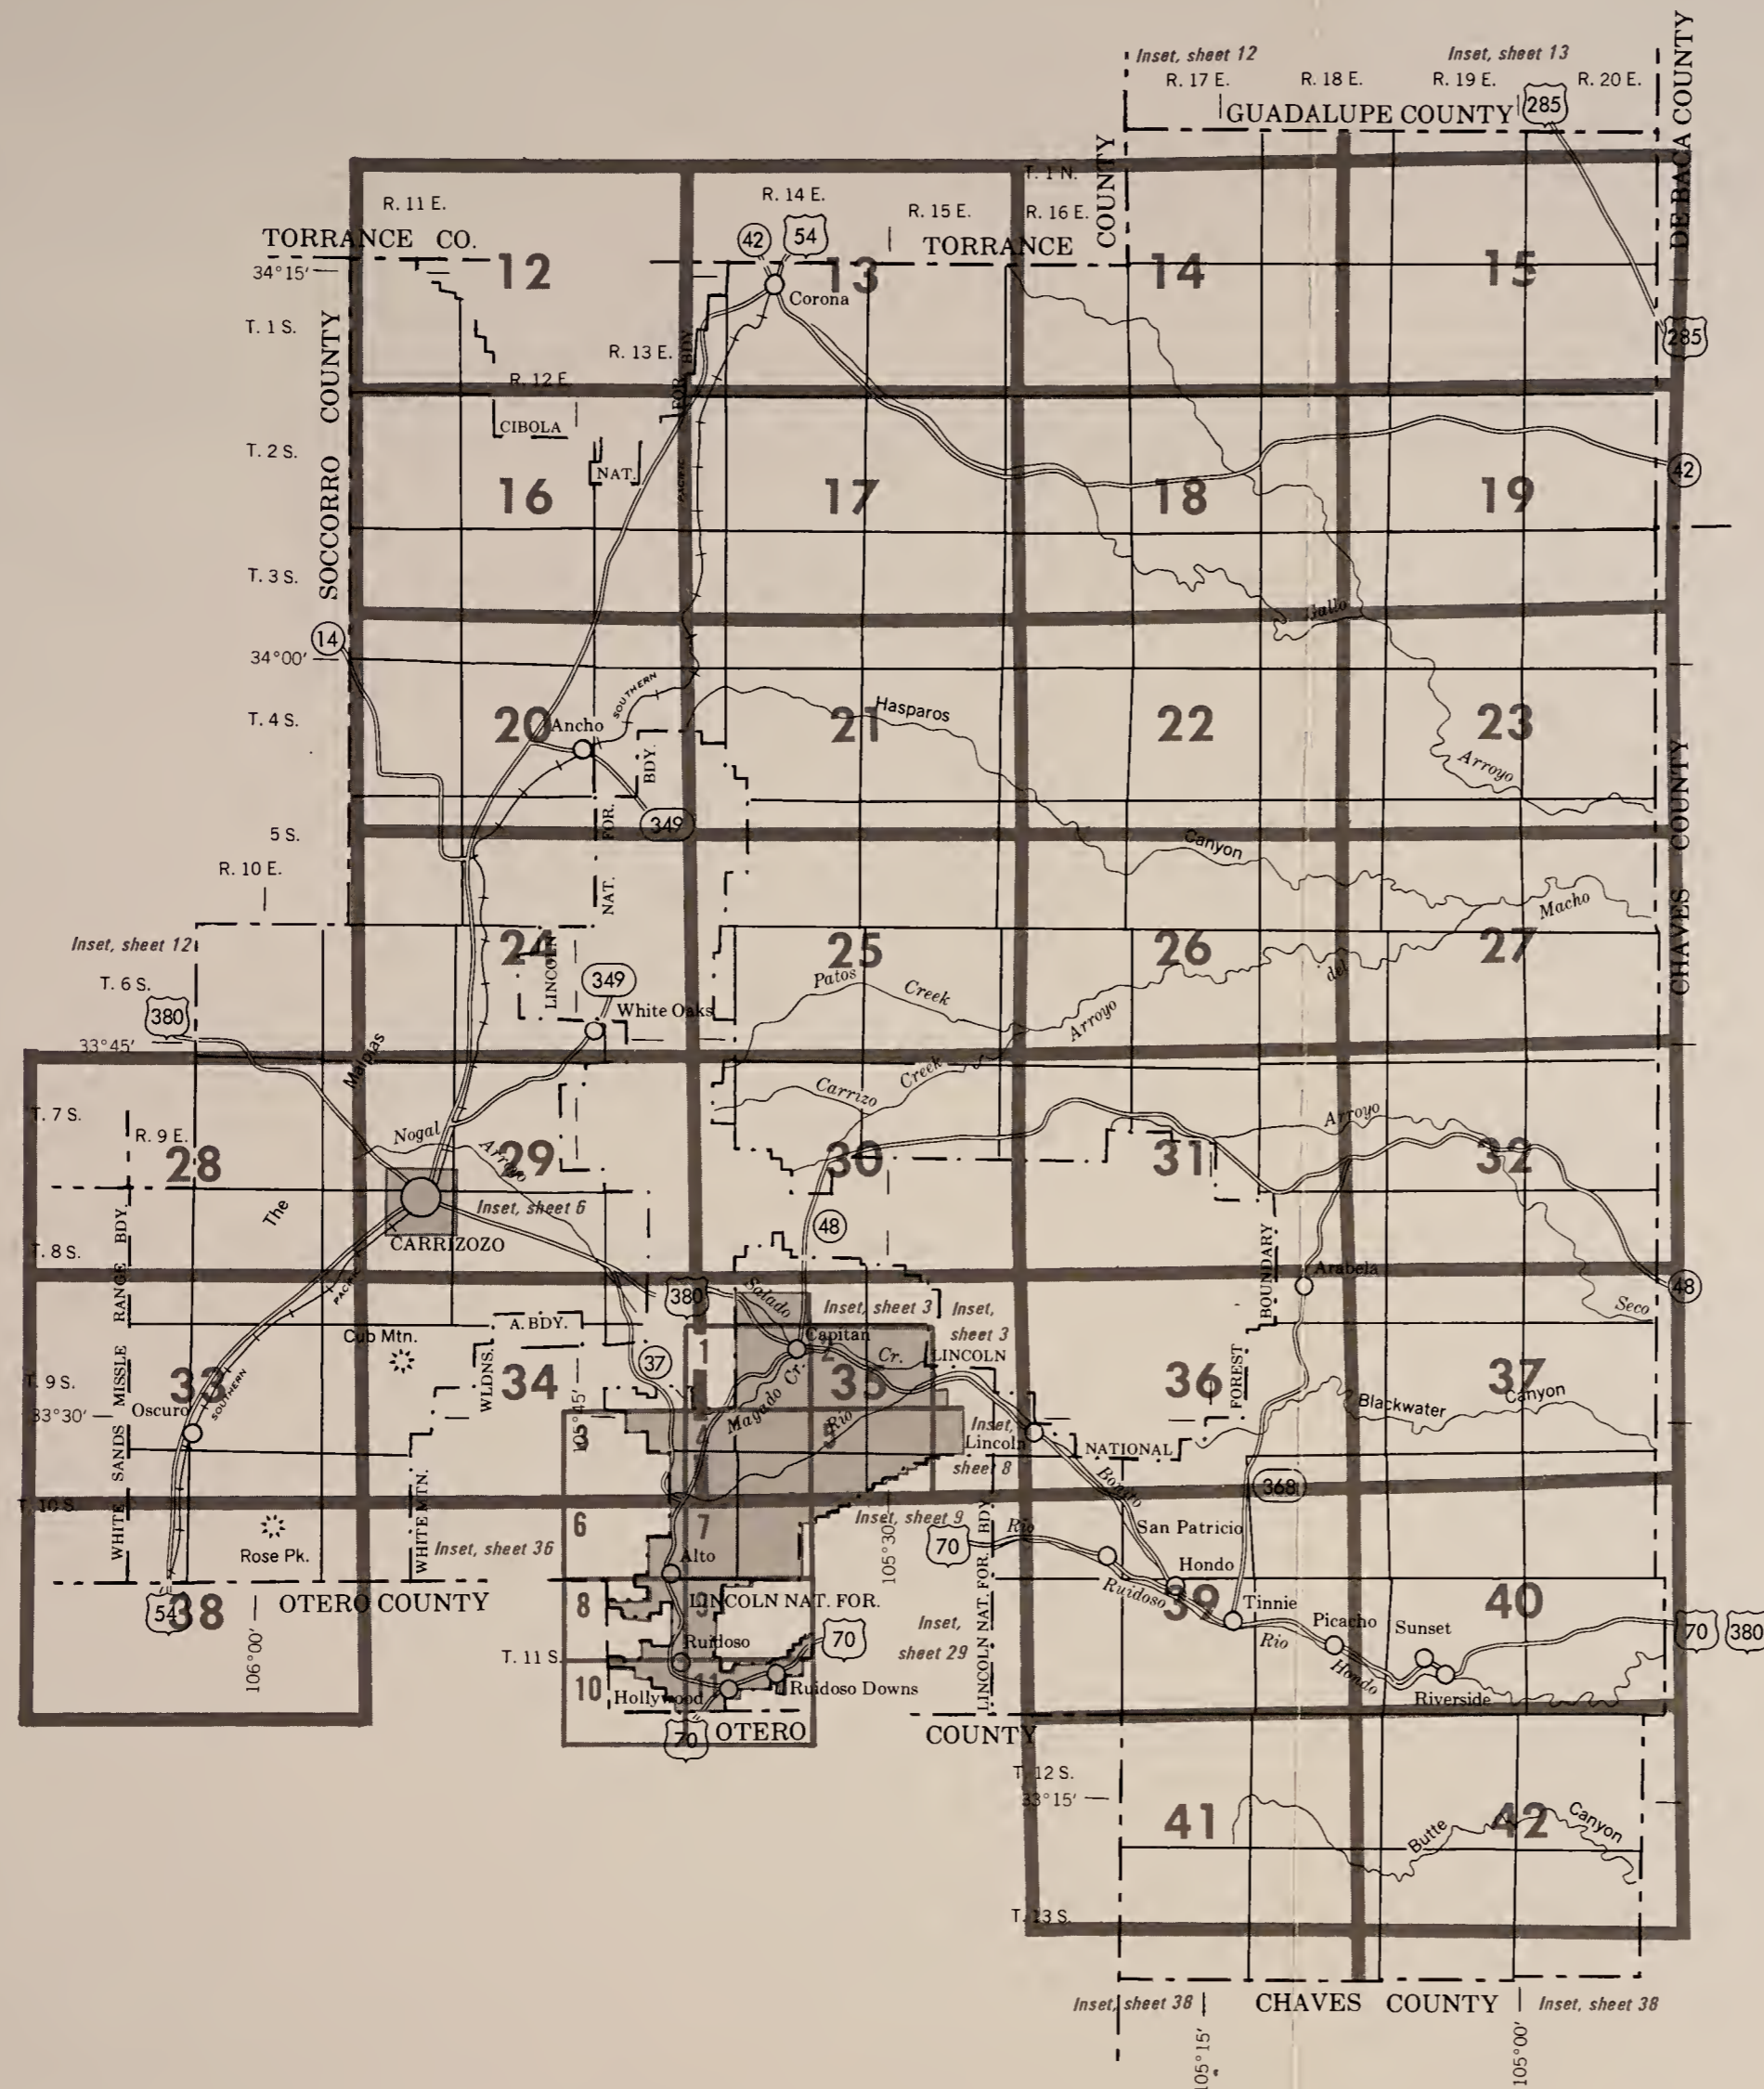 Inset, sheet 12
Inset, sheet 13
R. 17 E.
R. 18 E.
R. 19 E.
R. 20 E.
GUADALUPE COUNTY
285
DE BACA COUNTY
T. 1 N.
COUNTY
R. 11 E.
R. 14 E.
R. 15 E.
R. 16 E.
TORRANCE CO.
42
54
TORRANCE
34°15'
12
13
14
15
Corona
T. 1 S.
285
R. 13 E.
R. 12 E.
FOR. BDY.
SOCCORRO COUNTY
CIBOLA
T. 2 S.
NAT.
PACIFIC
42
16
17
18
19
T. 3 S.
Gallo
14
34°00'
SOUTHERN
T. 4 S.
20
Ancho
21
Hasparos
22
23
BDY.
Arroyo
CHAVES COUNTY
5 S.
FOR.
349
Canyon
R. 10 E.
NAT.
Macho
Inset, sheet 12
24
LINCOLN
25
26
27
T. 6 S.
349
Patos
Creek
del
380
White Oaks
Arroyo
33°45'
Malpias
Carrizo
Creek
T. 7 S.
R. 9 E.
Nogal
Arroyo
Arroyo
28
29
30
31
32
The
Inset, sheet 6
48
T. 8 S.
CARRIZOZO
BOUNDARY
Arabela
PACIFIC
380
Salado
Inset, sheet 3
Inset,
sheet 3
48
Seco
A. BDY.
Cub Mtn.
Capitan
WHITE SANDS MISSLE RANGE BDY.
WLDNS.
37
1
2
Cr.
LINCOLN
T. 9 S.
33
34
35
36
37
FOREST
33°30'
Oscuro
SOUTHERN
105°45'
Magado Cr.
Blackwater
Canyon
3
4
Rio
5
Inset,
Lincoln
sheet 8
NATIONAL
T. 10 S.
WHITE MTN.
Bonito
368
6
7
Inset, sheet 9
Rio
San Patricio
Rose Pk.
Inset, sheet 36
Alto
105°30'
70
Hondo
LINCOLN NAT. FOR. BDY.
54
38
OTERO COUNTY
8
9
LINCOLN NAT. FOR.
Ruidoso
39
Tinnie
40
Picacho
Sunset
106°00'
T. 11 S.
Ruidoso
70
Inset,
sheet 29
Rio
Hondo
70
380
10
Hollywood
11
Ruidoso Downs
Riverside
70
OTERO
COUNTY
T. 12 S.
33°15'
41
42
Butte
Canyon
T. 13 S.
Inset, sheet 38
CHAVES COUNTY
Inset, sheet 38
105°15'
105°00'